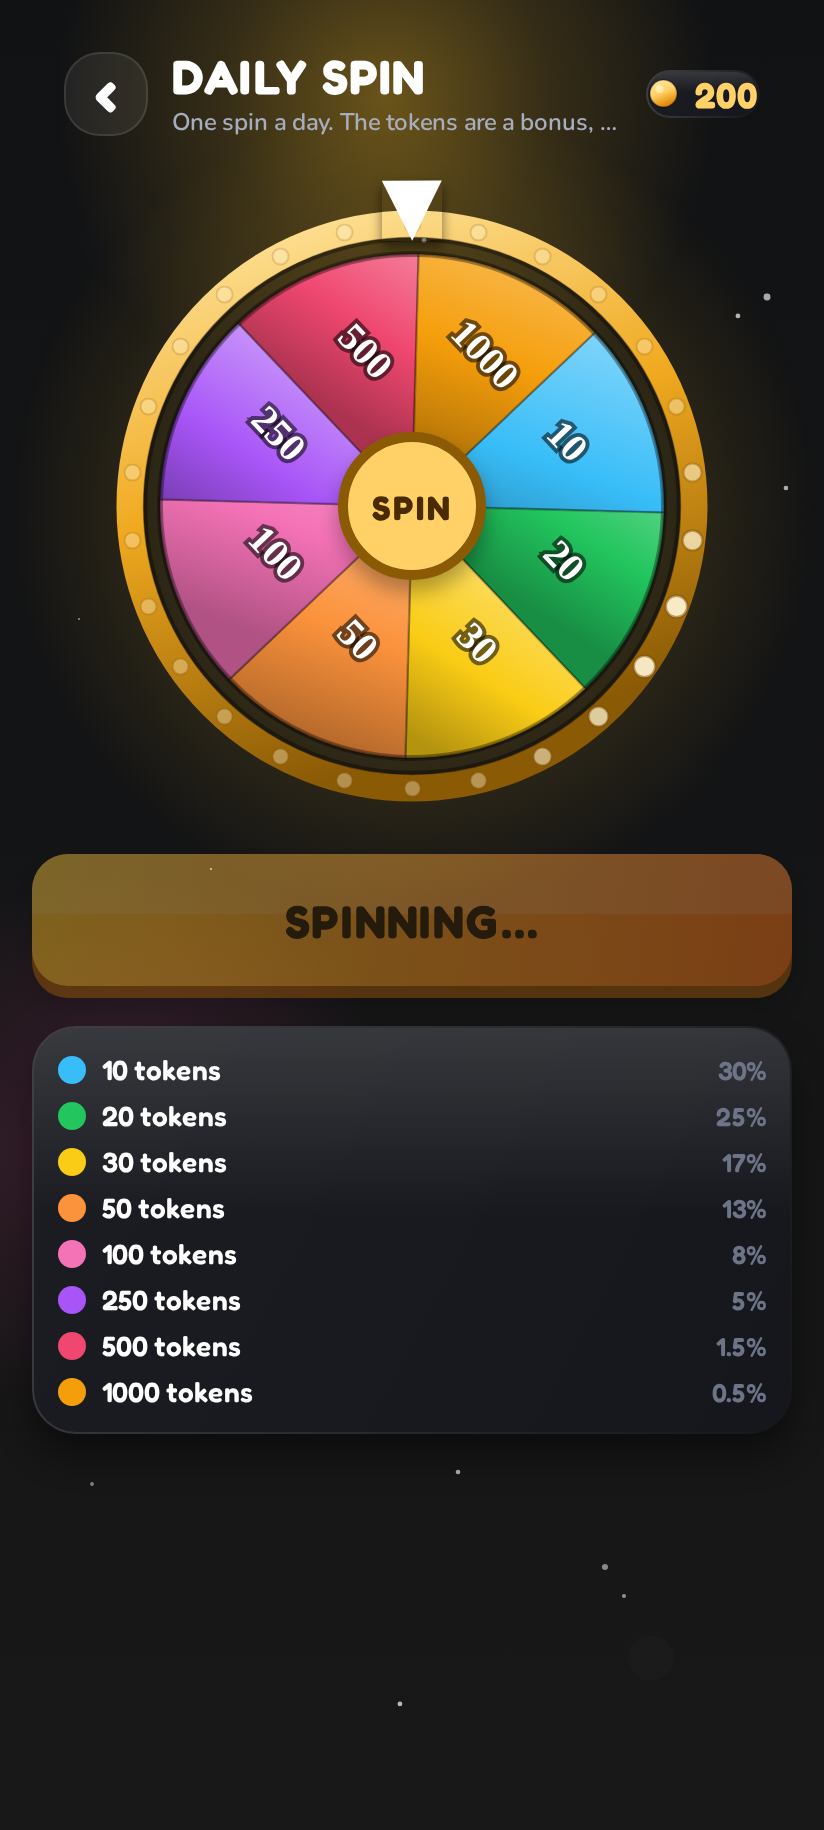 DAILY SPIN
One spin a day. The tokens are a bonus, ...
200
500
1000
250
10
100
20
50
30
SPIN
SPINNING...
10 tokens 30%
20 tokens 25%
30 tokens 17%
50 tokens 13%
100 tokens 8%
250 tokens 5%
500 tokens 1.5%
1000 tokens 0.5%